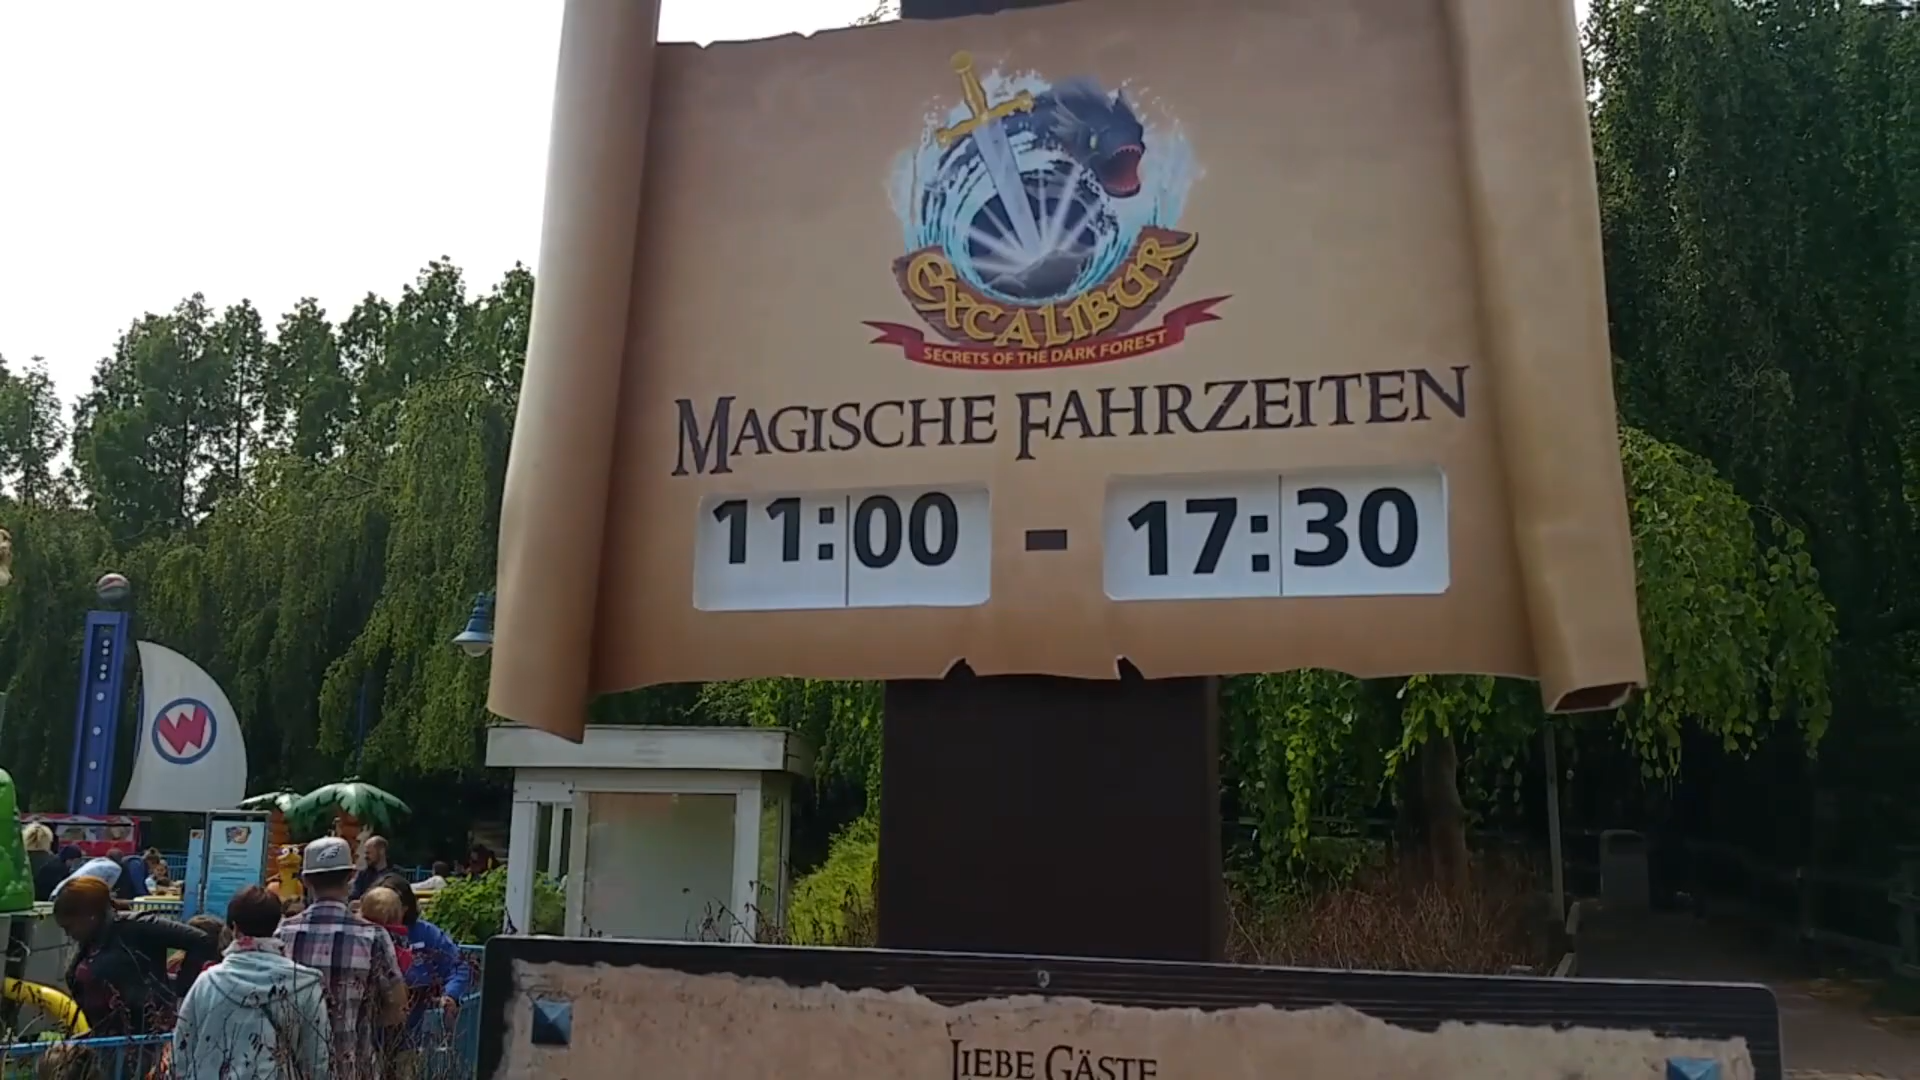 EXCALIBUR
SECRETS OF THE DARK FOREST
MAGISCHE FAHRZEITEN
11:00 - 17:30
W
LIEBE GÄSTE